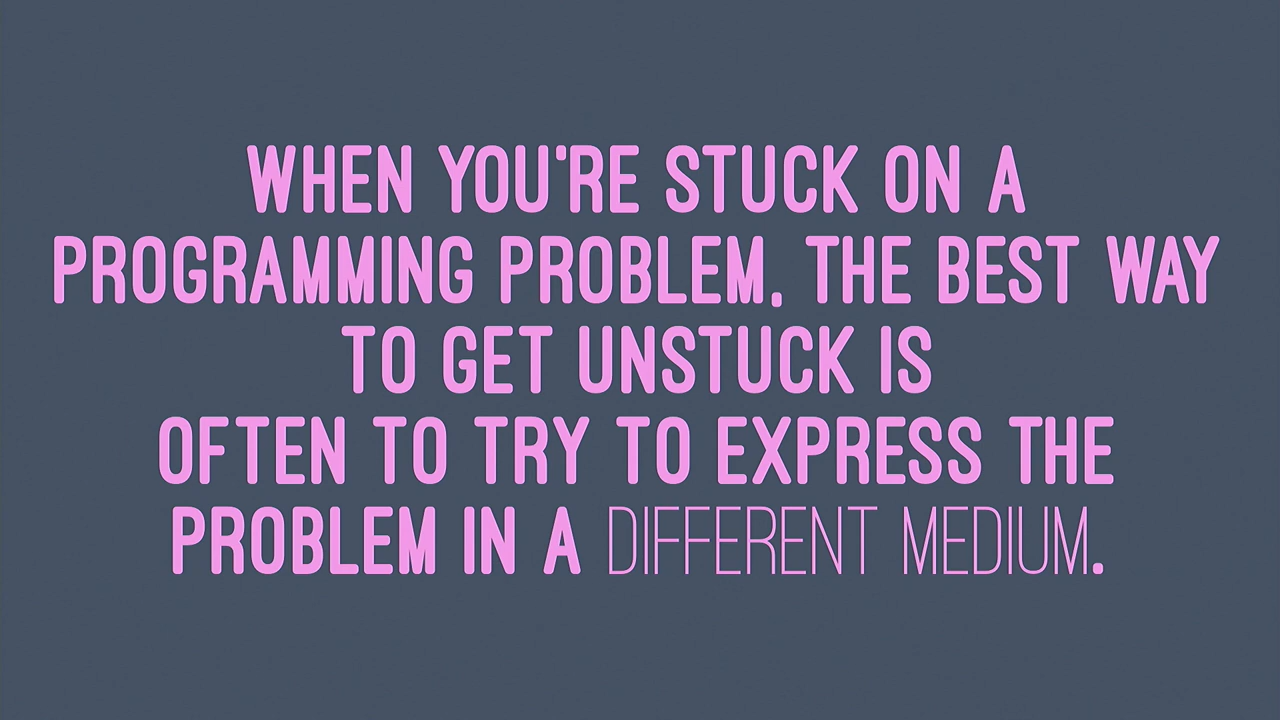 WHEN YOU'RE STUCK ON A
PROGRAMMING PROBLEM, THE BEST WAY
TO GET UNSTUCK IS
OFTEN TO TRY TO EXPRESS THE
PROBLEM IN A DIFFERENT MEDIUM.